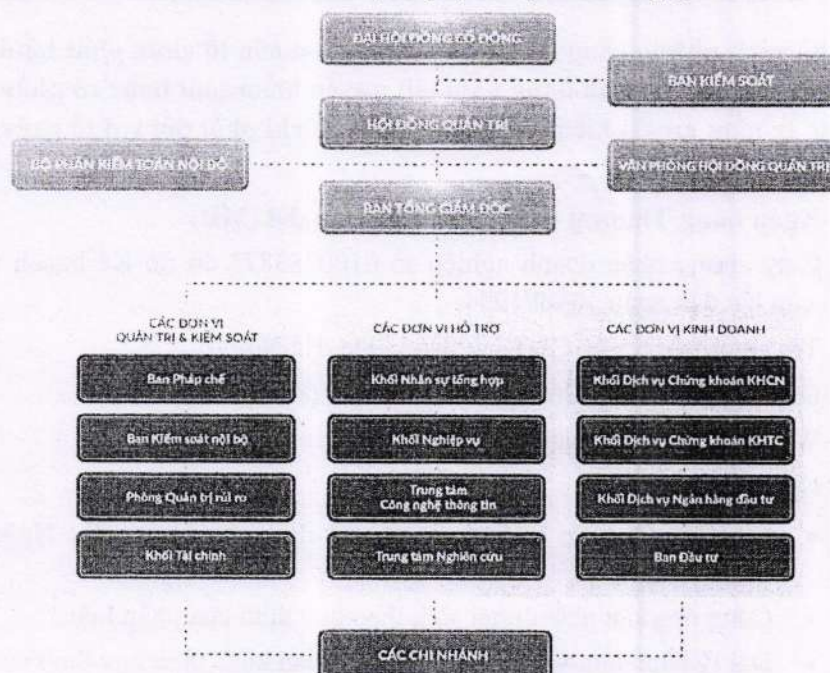 ĐẠI HỘI ĐỒNG CỔ ĐÔNG
BAN KIỂM SOÁT
HỘI ĐỒNG QUẢN TRỊ
BỘ PHẬN KIỂM TOÁN NỘI BỘ
VĂN PHÒNG HỘI ĐỒNG QUẢN TRỊ
BAN TỔNG GIÁM ĐỐC
CÁC ĐƠN VỊ
QUẢN TRỊ & KIỂM SOÁT
CÁC ĐƠN VỊ HỖ TRỢ
CÁC ĐƠN VỊ KINH DOANH
Ban Pháp chế
Khối Nhân sự tổng hợp
Khối Dịch vụ Chứng khoán KHCN
Ban Kiểm soát nội bộ
Khối Nghiệp vụ
Khối Dịch vụ Chứng khoán KHTC
Phòng Quản trị rủi ro
Trung tâm
Công nghệ thông tin
Khối Dịch vụ Ngân hàng đầu tư
Khối Tài chính
Trung tâm Nghiên cứu
Ban Đầu tư
CÁC CHI NHÁNH